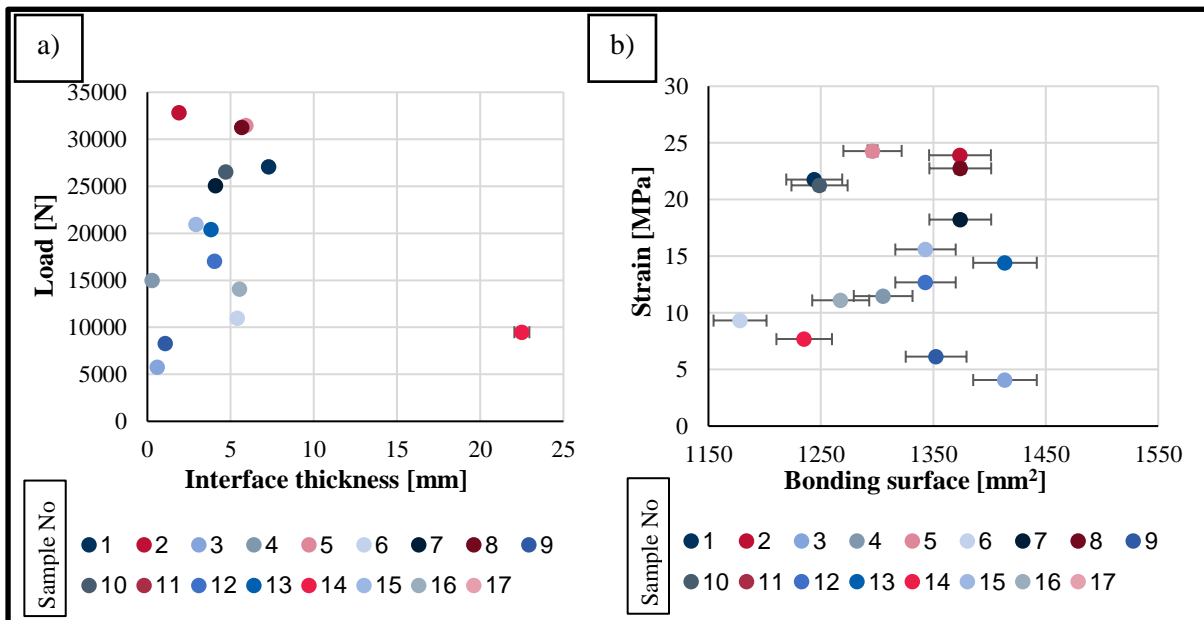 a)
Load [N]
35000
30000
25000
20000
15000
10000
5000
0
0 5 10 15 20 25
Interface thickness [mm]
Sample No
1 2 3 4 5 6 7 8 9
10 11 12 13 14 15 16 17
b)
Strain [MPa]
30
25
20
15
10
5
0
1150 1250 1350 1450 1550
Bonding surface [mm²]
Sample No
1 2 3 4 5 6 7 8 9
10 11 12 13 14 15 16 17